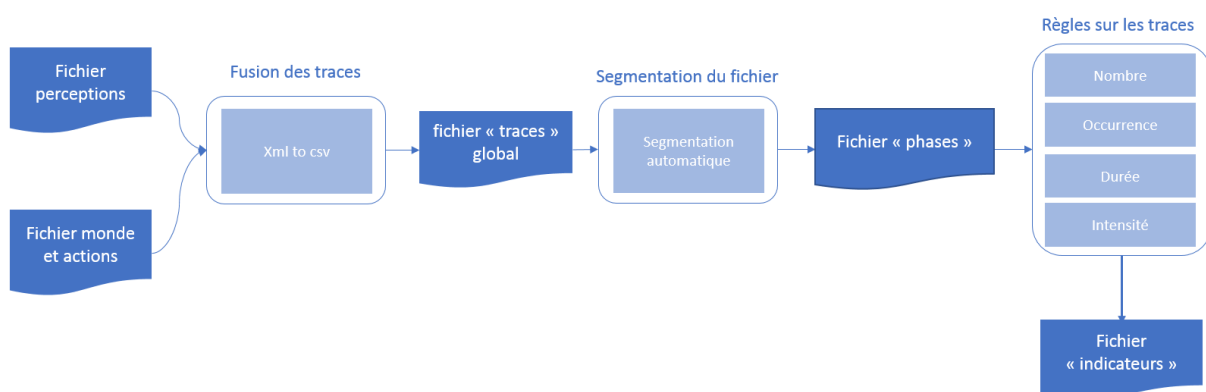 Règles sur les traces
Fichier
perceptions
Fusion des traces
Segmentation du fichier
Nombre
Xml to csv
fichier « traces »
global
Segmentation
automatique
Fichier « phases »
Occurrence
Durée
Intensité
Fichier monde
et actions
Fichier
« indicateurs »